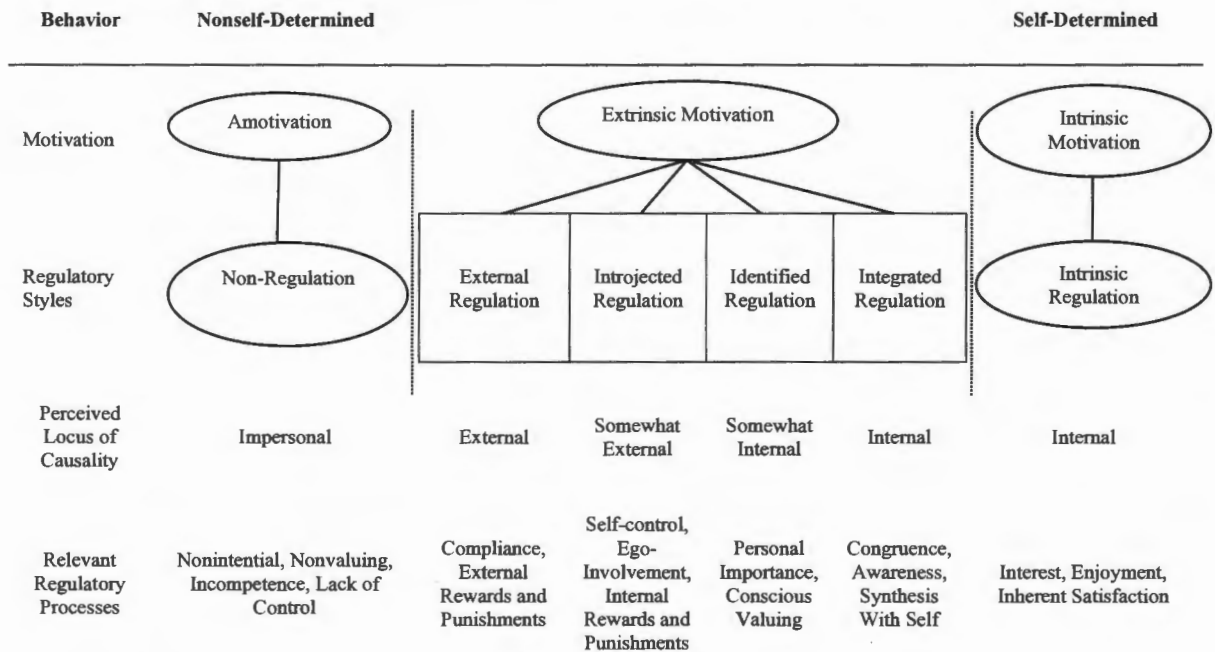 Behavior Nonself-Determined Self-Determined
Motivation
Amotivation
Extrinsic Motivation
Intrinsic
Motivation
Regulatory
Styles
Non-Regulation
External
Regulation
Introjected
Regulation
Identified
Regulation
Integrated
Regulation
Intrinsic
Regulation
Perceived
Locus of
Causality
Impersonal
External
Somewhat
External
Somewhat
Internal
Internal
Internal
Relevant
Regulatory
Processes
Nonintential, Nonvaluing,
Incompetence, Lack of
Control
Compliance,
External
Rewards and
Punishments
Self-control,
Ego-
Involvement,
Internal
Rewards and
Punishments
Personal
Importance,
Conscious
Valuing
Congruence,
Awareness,
Synthesis
With Self
Interest, Enjoyment,
Inherent Satisfaction